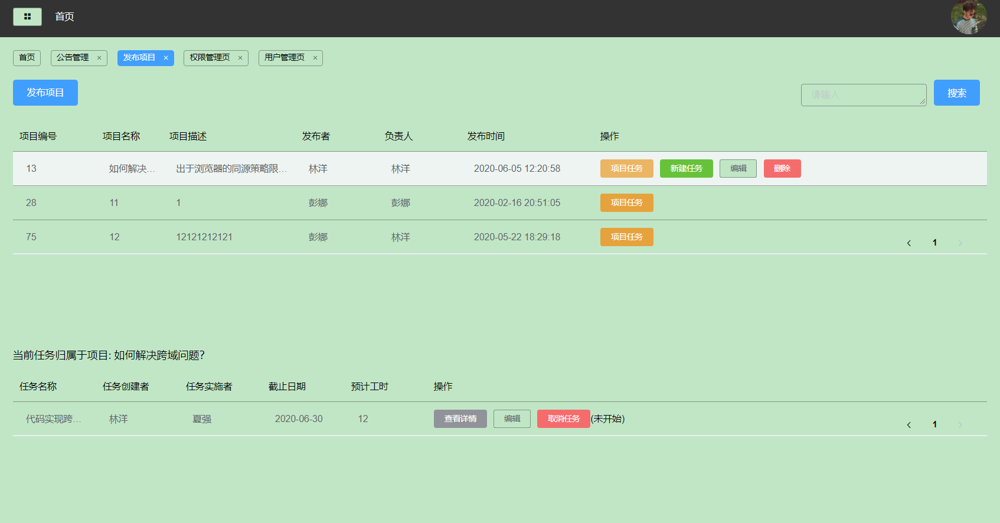 首页
首页 公告管理 × 发布项目 × 权限管理页 × 用户管理页 ×
发布项目 请输入 搜索
项目编号 项目名称 项目描述 发布者 负责人 发布时间 操作
13 如何解决... 出于浏览器的同源策略限... 林洋 林洋 2020-06-05 12:20:58 项目任务 新建任务 编辑 删除
28 11 1 彭娜 彭娜 2020-02-16 20:51:05 项目任务
75 12 12121212121 彭娜 林洋 2020-05-22 18:29:18 项目任务
< 1 >
当前任务归属于项目: 如何解决跨域问题?
任务名称 任务创建者 任务实施者 截止日期 预计工时 操作
代码实现跨... 林洋 夏强 2020-06-30 12 查看详情 编辑 取消任务 (未开始)
< 1 >